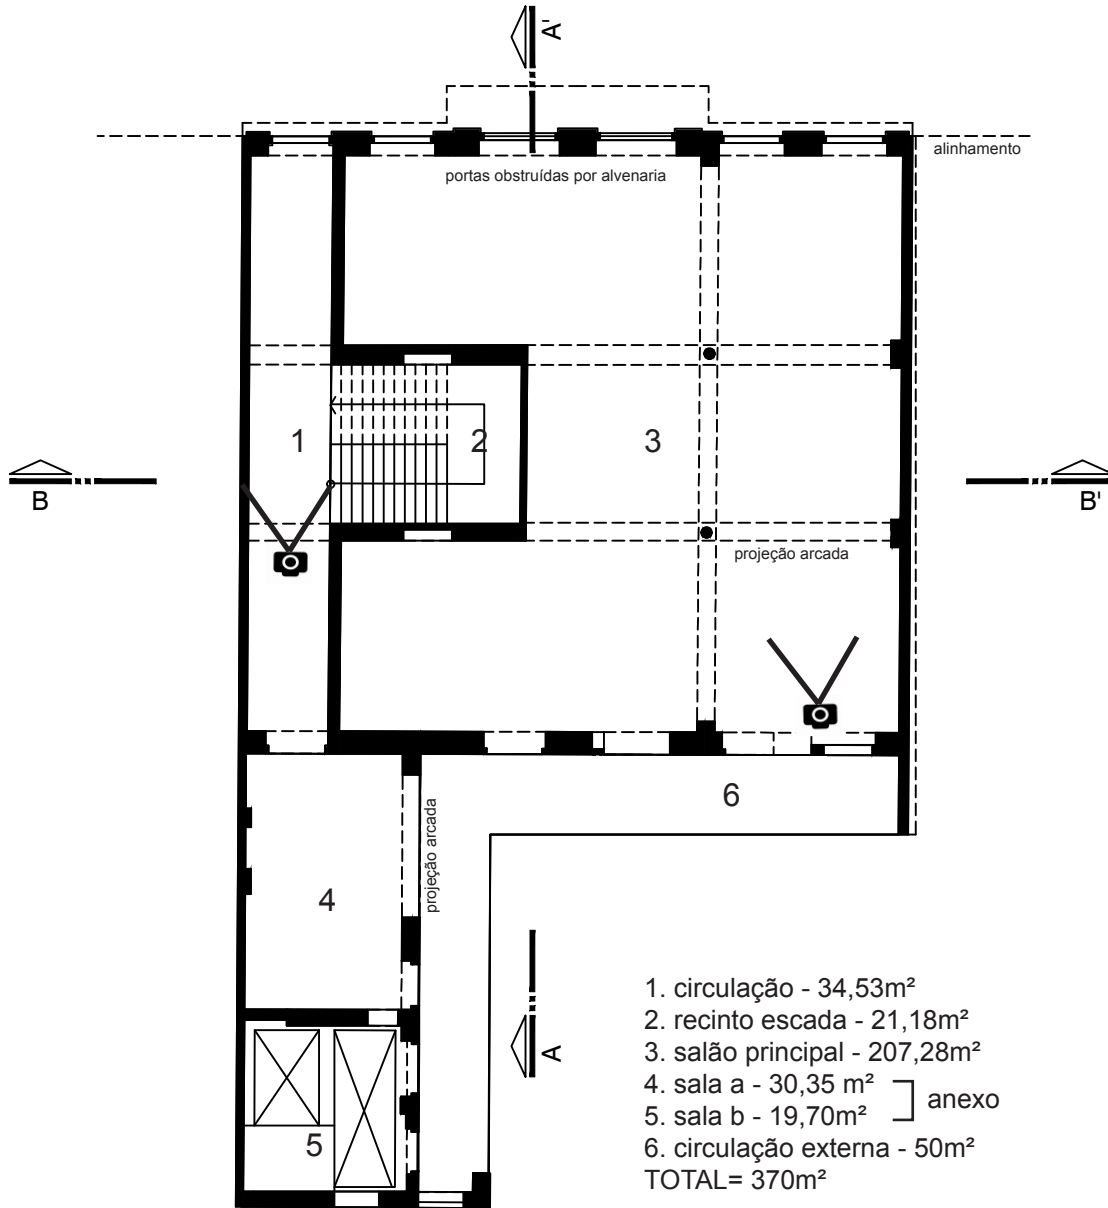 A'
alinhamento
portas obstruídas por alvenaria
1
2
3
B
B'
projeção arcada
6
projeção arcada
4
A
5
1. circulação - 34,53m²
2. recinto escada - 21,18m²
3. salão principal - 207,28m²
4. sala a - 30,35 m²
5. sala b - 19,70m²
anexo
6. circulação externa - 50m²
TOTAL= 370m²